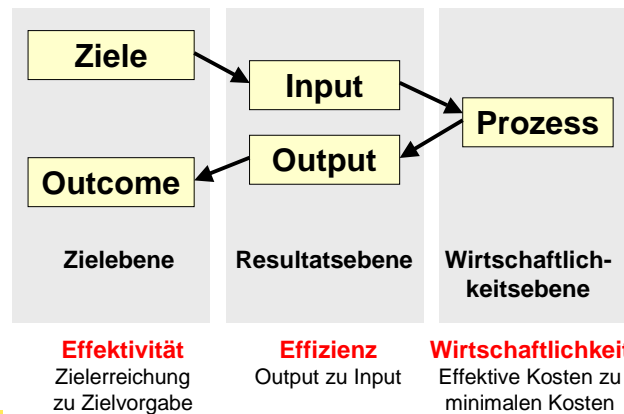 Ziele
Input
Prozess
Output
Outcome
Zielebene
Resultatsebene
Wirtschaftlich-
keitsebene
Effektivität
Zielerreichung
zu Zielvorgabe
Effizienz
Output zu Input
Wirtschaftlichkeit
Effektive Kosten zu
minimalen Kosten